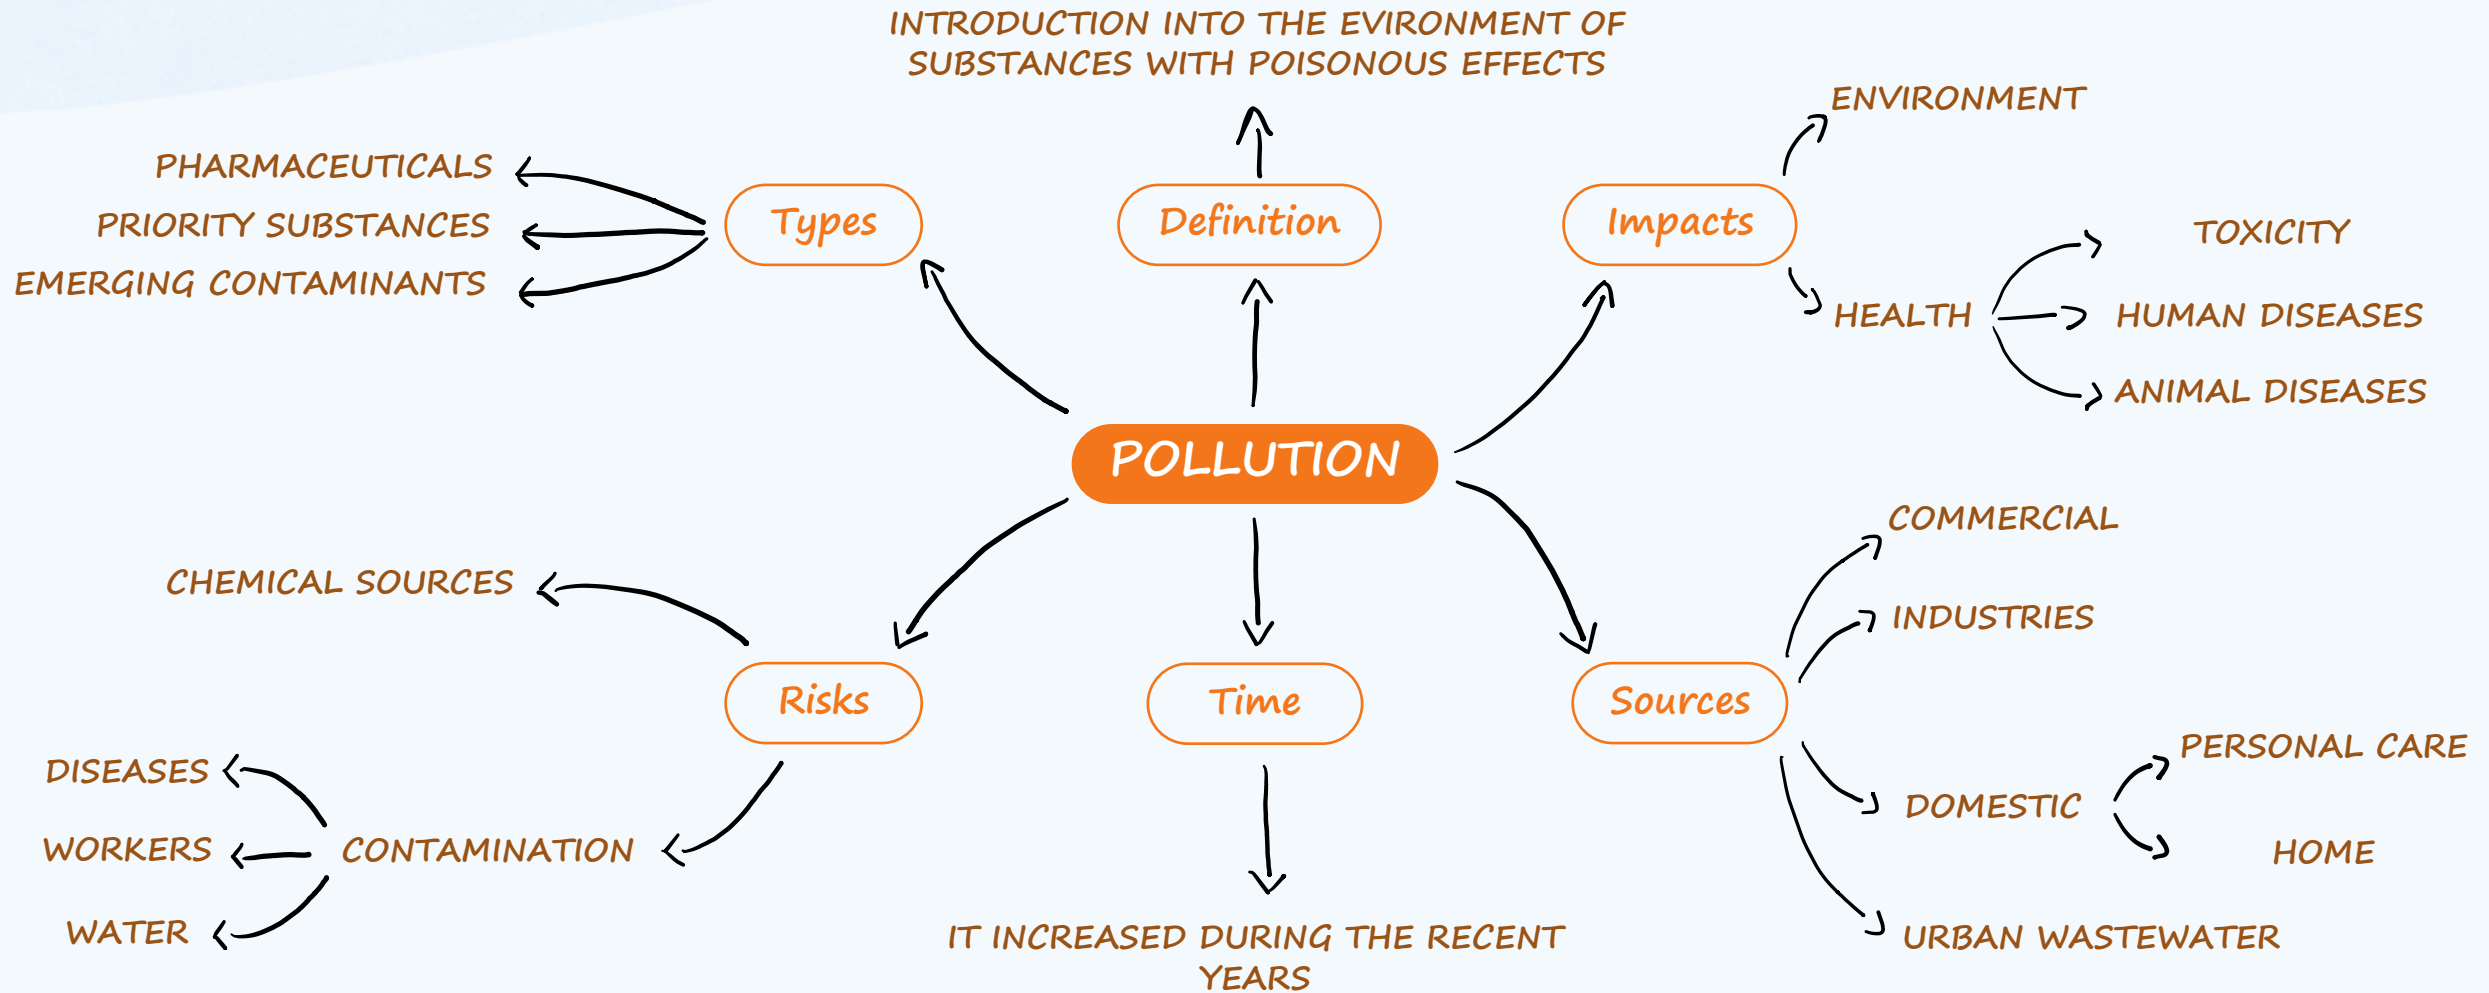 INTRODUCTION INTO THE EVIRONMENT OF
SUBSTANCES WITH POISONOUS EFFECTS
ENVIRONMENT
PHARMACEUTICALS
PRIORITY SUBSTANCES
EMERGING CONTAMINANTS
Types
Definition
Impacts
TOXICITY
HEALTH
HUMAN DISEASES
ANIMAL DISEASES
POLLUTION
COMMERCIAL
CHEMICAL SOURCES
INDUSTRIES
Risks
Time
Sources
PERSONAL CARE
DISEASES
DOMESTIC
WORKERS
CONTAMINATION
HOME
WATER
IT INCREASED DURING THE RECENT
YEARS
URBAN WASTEWATER